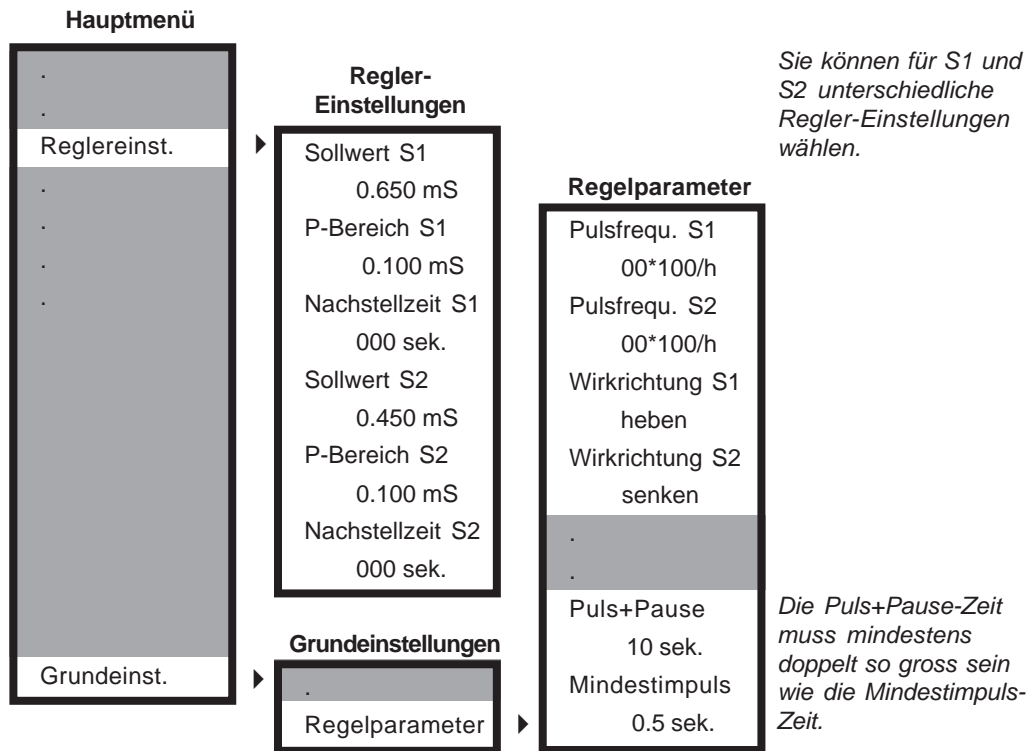 Hauptmenü
.
.
Reglereinst.
.
.
.
.
Grundeinst.
Regler-
Einstellungen
Sollwert S1
0.650 mS
P-Bereich S1
0.100 mS
Nachstellzeit S1
000 sek.
Sollwert S2
0.450 mS
P-Bereich S2
0.100 mS
Nachstellzeit S2
000 sek.
Grundeinstellungen
.
Regelparameter
Regelparameter
Pulsfrequ. S1
00*100/h
Pulsfrequ. S2
00*100/h
Wirkrichtung S1
heben
Wirkrichtung S2
senken
.
.
Puls+Pause
10 sek.
Mindestimpuls
0.5 sek.
Sie können für S1 und
S2 unterschiedliche
Regler-Einstellungen
wählen.
Die Puls+Pause-Zeit
muss mindestens
doppelt so gross sein
wie die Mindestimpuls-
Zeit.